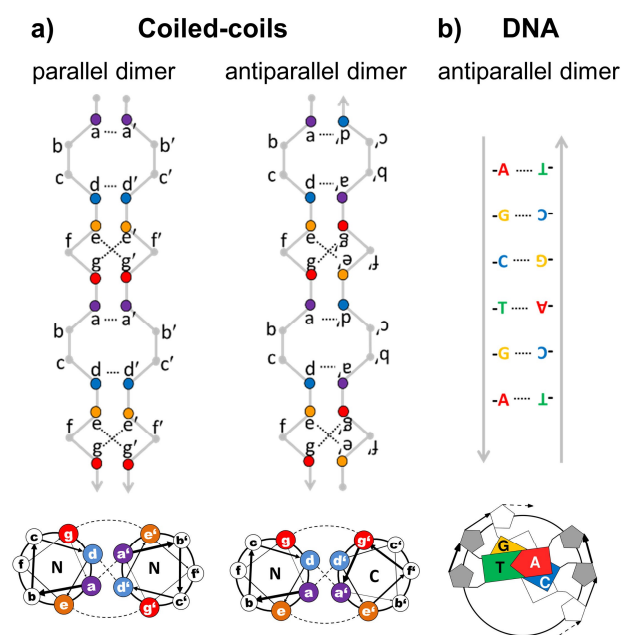 a) Coiled-coils b) DNA
parallel dimer antiparallel dimer antiparallel dimer
a a' a d'
b b' b c'
c c' c b'
d d' d a'
e e' e g'
f f' f f'
g g' g e'
a a' a d'
b b' b c'
c c' c b'
d d' d a'
e e' e g'
f f' f f'
g g' g e'
-A ..... T-
-G ..... C-
-C ..... G-
-T ..... A-
-G ..... C-
-A ..... T-
c g e' b'
f d a' f'
N N
b a d' c'
e g'
c g g' c'
f d d' f'
N C
b a a' b'
e e'
G
T A
C